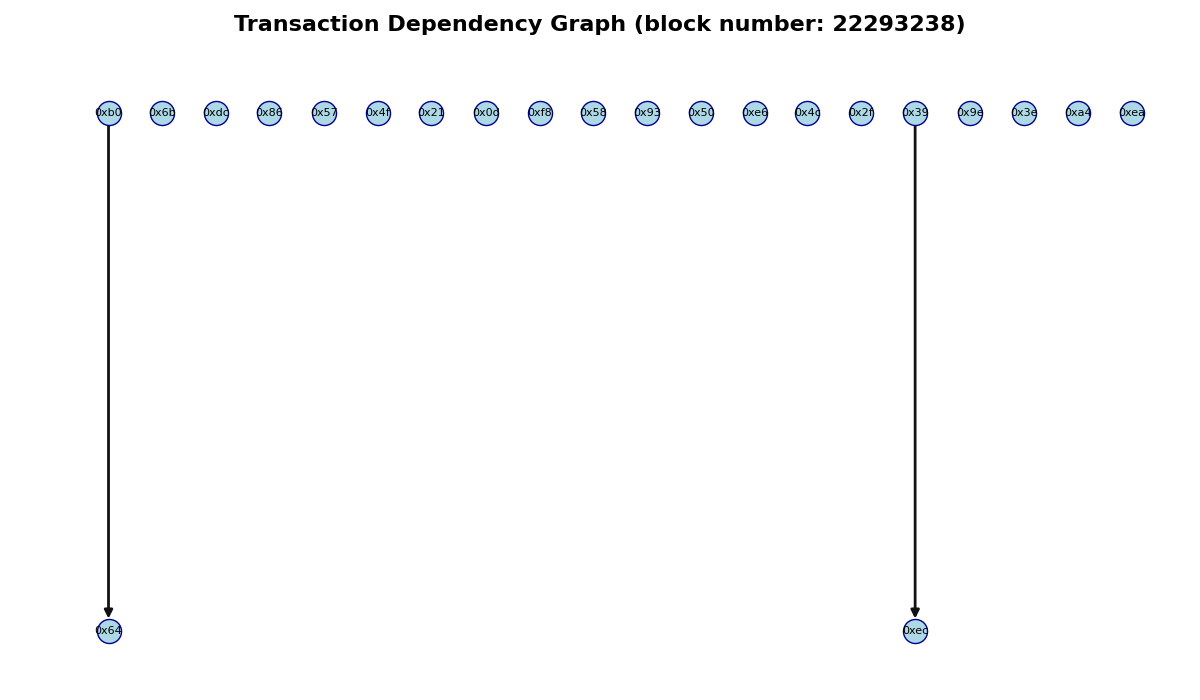 Transaction Dependency Graph (block number: 22293238)
0xb0 0x6b 0xdc 0x86 0x57 0x4f 0x21 0x0d 0xf8 0x58 0x93 0x50 0xe6 0x4c 0x2f 0x39 0x9e 0x3e 0xa4 0xea
0x64 0xec